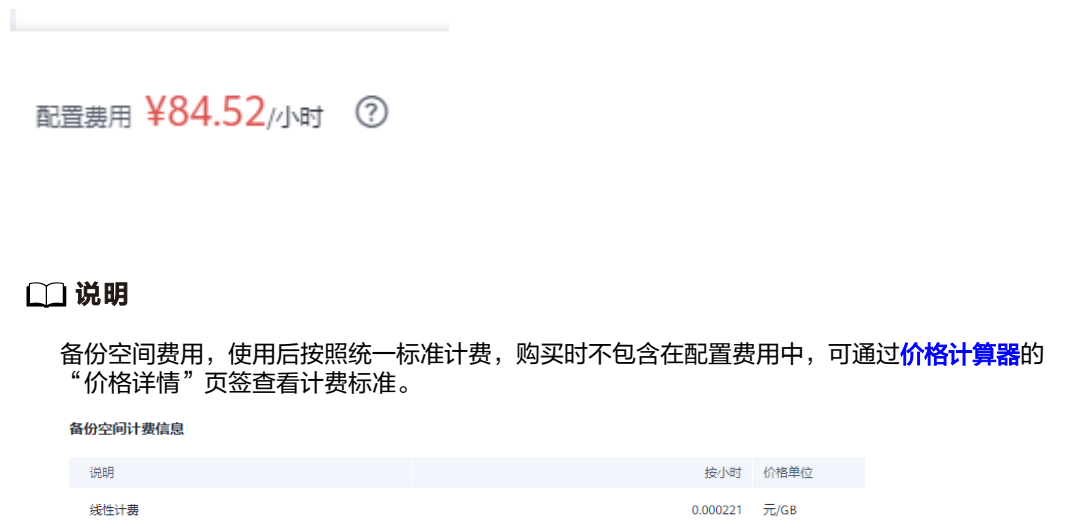 配置费用 ¥84.52/小时 ?
说明
备份空间费用，使用后按照统一标准计费，购买时不包含在配置费用中，可通过价格计算器的
“价格详情”页签查看计费标准。
备份空间计费信息
说明 按小时 价格单位
线性计费 0.000221 元/GB